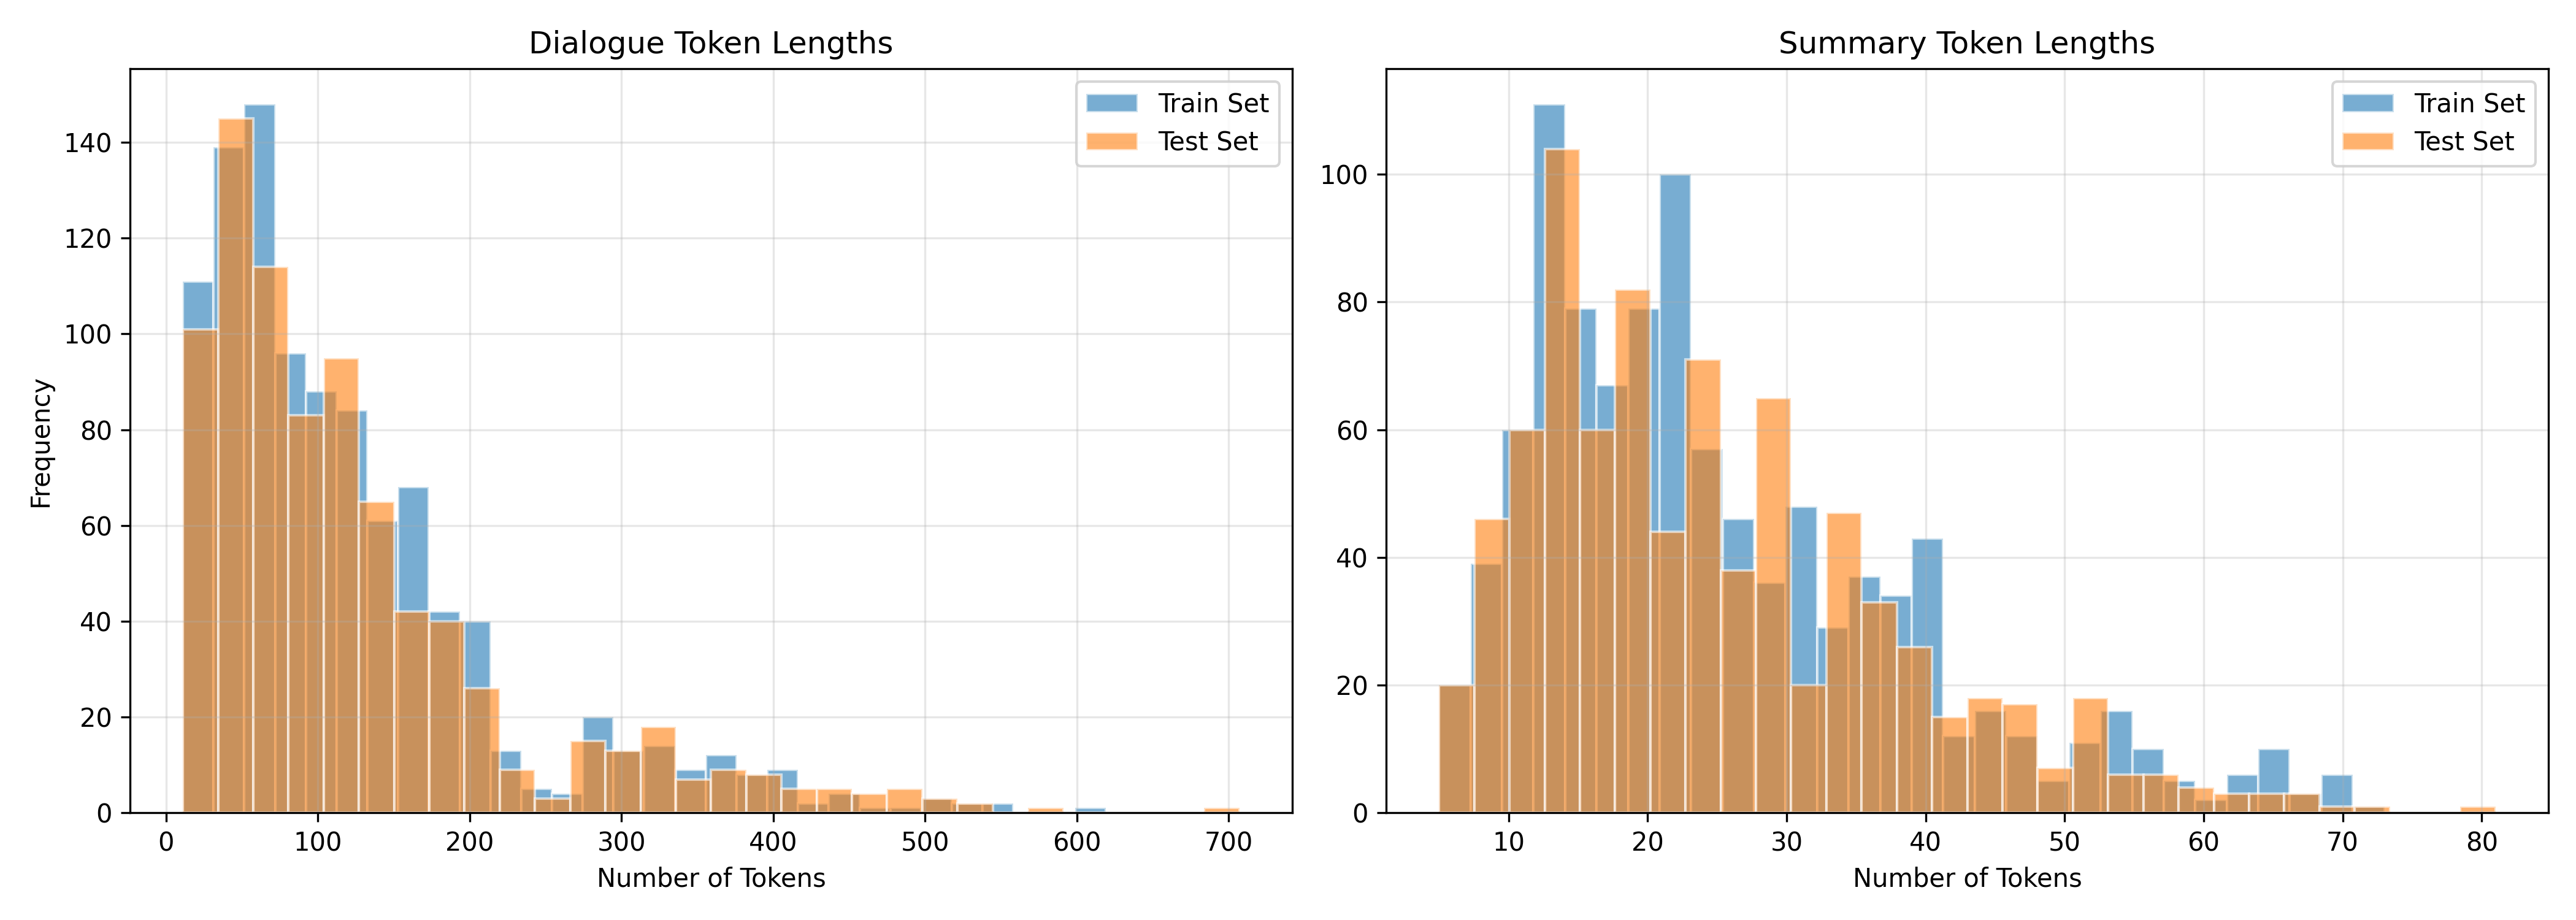 Dialogue Token Lengths
Train Set
Test Set
Frequency
140
120
100
80
60
40
20
0
0 100 200 300 400 500 600 700
Number of Tokens
Summary Token Lengths
Train Set
Test Set
100
80
60
40
20
0
10 20 30 40 50 60 70 80
Number of Tokens